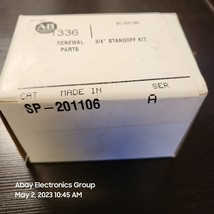 AB
1336
RENEWAL PARTS
3/4" STANDOFF KIT
CAT
MADE IN
SER
SP-201106
A
Abay Electronics Group
May 2, 2023 10:45 AM